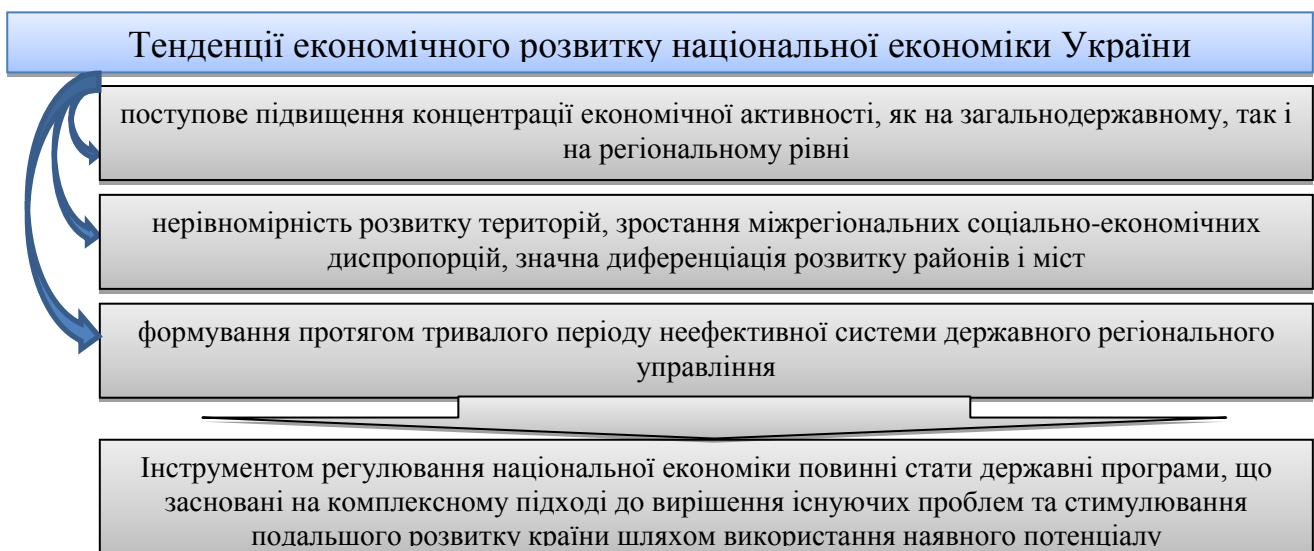 Тенденції економічного розвитку національної економіки України
поступове підвищення концентрації економічної активності, як на загальнодержавному, так і
на регіональному рівні
нерівномірність розвитку територій, зростання міжрегіональних соціально-економічних
диспропорцій, значна диференціація розвитку районів і міст
формування протягом тривалого періоду неефективної системи державного регіонального
управління
Інструментом регулювання національної економіки повинні стати державні програми, що
засновані на комплексному підході до вирішення існуючих проблем та стимулювання
подальшого розвитку країни шляхом використання наявного потенціалу